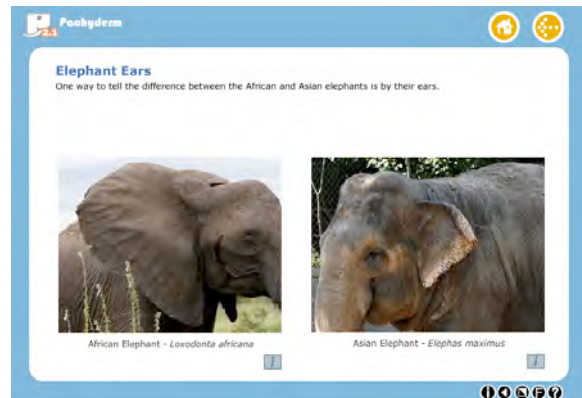 Pachyderm
2.1
Elephant Ears
One way to tell the difference between the African and Asian elephants is by their ears.
African Elephant - Loxodonta africana
Asian Elephant - Elephas maximus
i
i
i
F
?